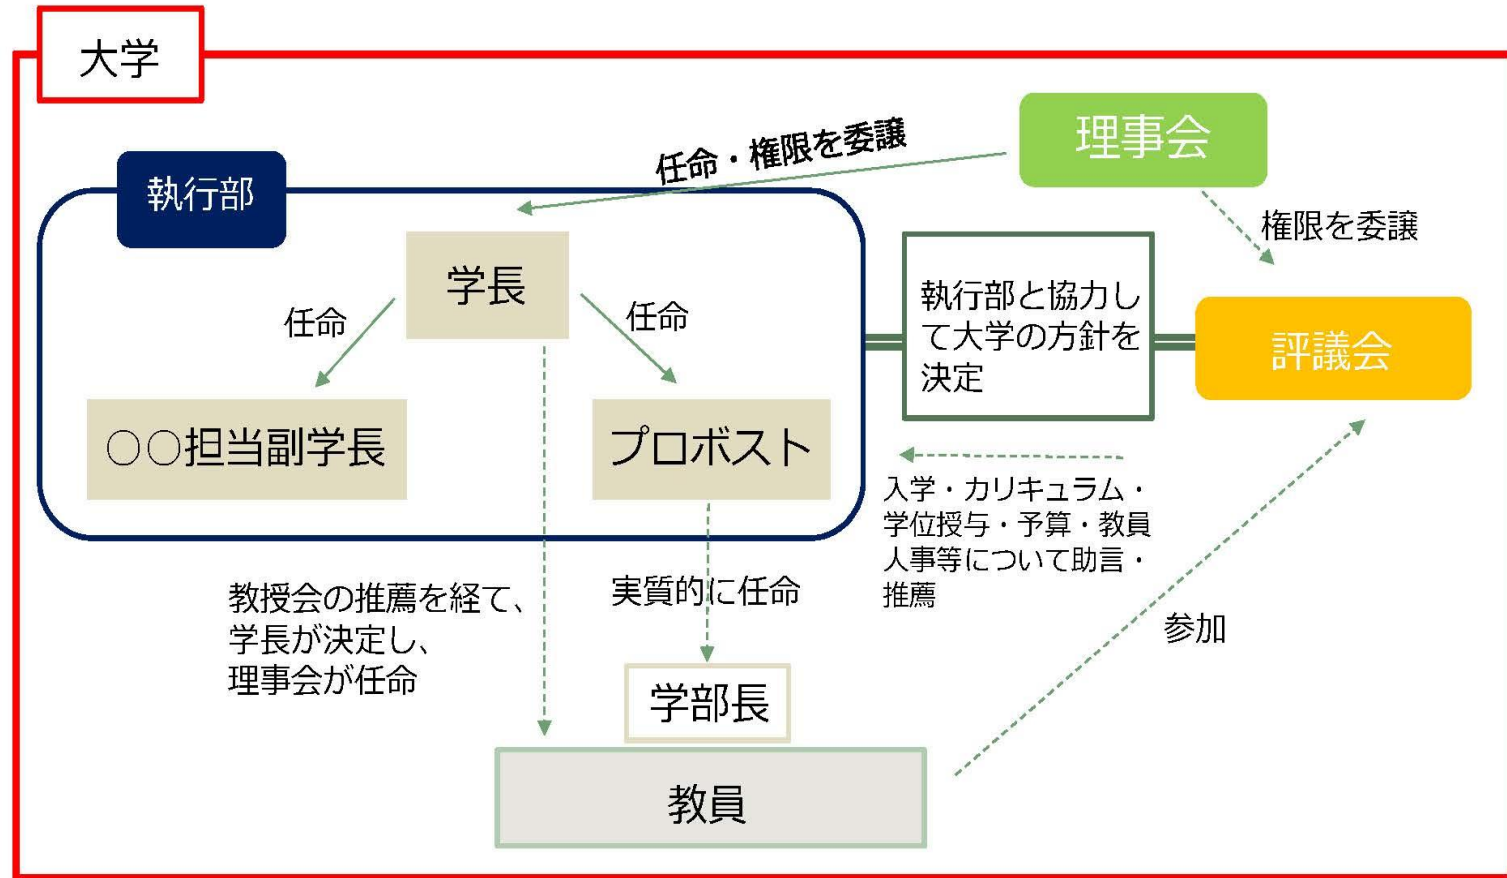 大学
理事会
任命・権限を委譲
執行部
権限を委譲
学長
任命
任命
執行部と協力し
て大学の方針を
決定
評議会
○○担当副学長
プロボスト
入学・カリキュラム・
学位授与・予算・教員
人事等について助言・
推薦
教授会の推薦を経て、
学長が決定し、
理事会が任命
実質的に任命
参加
学部長
教員